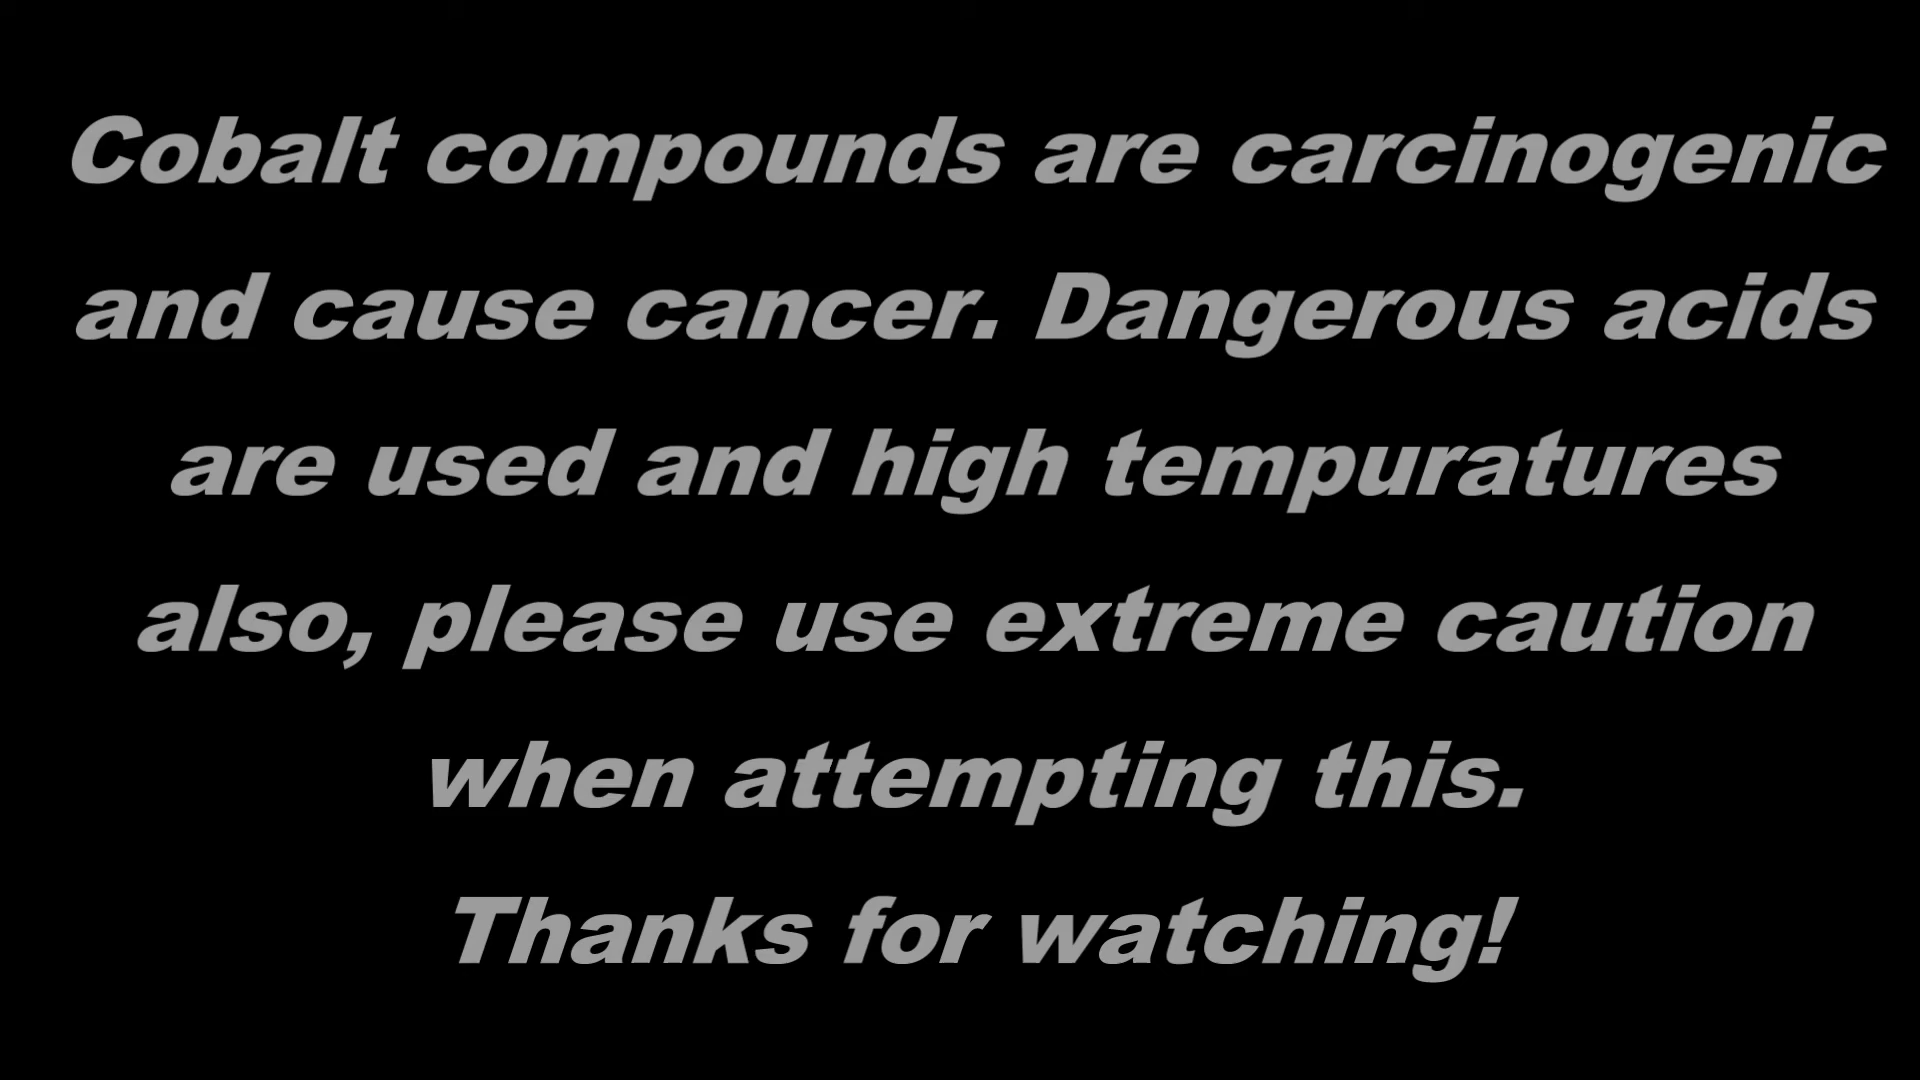 Cobalt compounds are carcinogenic
and cause cancer. Dangerous acids
are used and high tempuratures
also, please use extreme caution
when attempting this.
Thanks for watching!